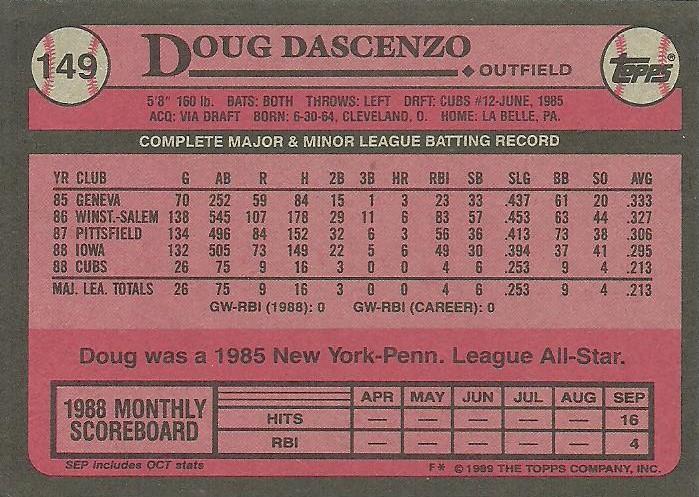 149
DOUG DASCENZO
◆ OUTFIELD
TOPPS®
5'8" 160 lb. BATS: BOTH THROWS: LEFT DRFT: CUBS #12-JUNE, 1985
ACQ: VIA DRAFT BORN: 6-30-64, CLEVELAND, O. HOME: LA BELLE, PA.
COMPLETE MAJOR & MINOR LEAGUE BATTING RECORD
YR CLUB G AB R H 2B 3B HR RBI SB SLG BB SO AVG
85 GENEVA 70 252 59 84 15 1 3 23 33 .437 61 20 .333
86 WINST.-SALEM 138 545 107 178 29 11 6 83 57 .453 63 44 .327
87 PITTSFIELD 134 496 84 152 32 6 3 56 36 .413 73 38 .306
88 IOWA 132 505 73 149 22 5 6 49 30 .394 37 41 .295
88 CUBS 26 75 9 16 3 0 0 4 6 .253 9 4 .213
MAJ. LEA. TOTALS 26 75 9 16 3 0 0 4 6 .253 9 4 .213
GW-RBI (1988): 0 GW-RBI (CAREER): 0
Doug was a 1985 New York-Penn. League All-Star.
1988 MONTHLY SCOREBOARD
APR MAY JUN JUL AUG SEP
HITS — — — — — 16
RBI — — — — — 4
SEP includes OCT stats
F* © 1989 THE TOPPS COMPANY, INC.